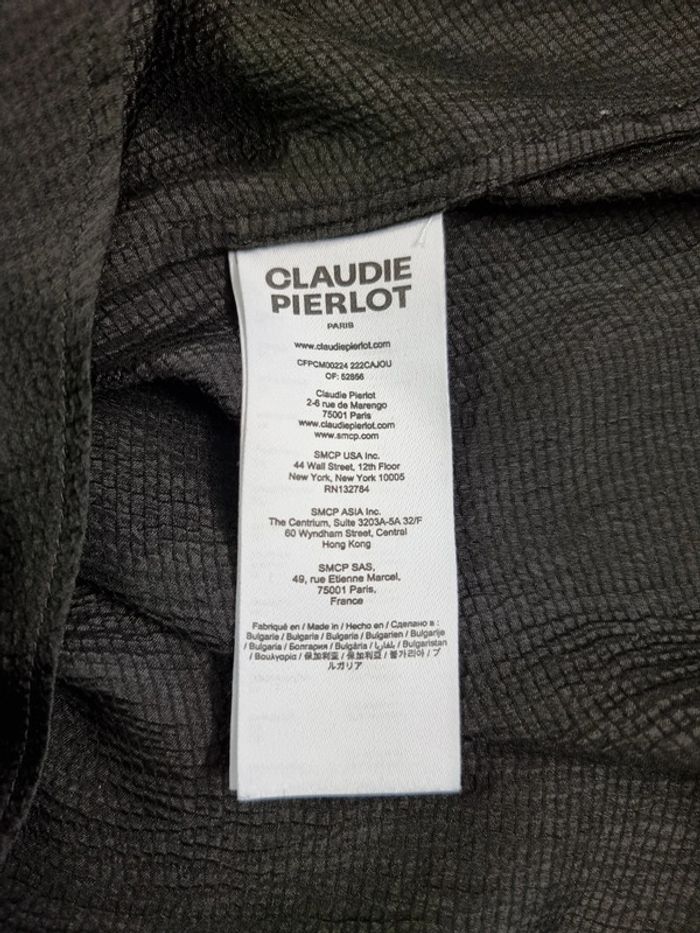 CLAUDIE
PIERLOT
PARIS
www.claudiepierlot.com
CFPCM00224 222CAJOU
OF: 52856
Claudie Pierlot
2-6 rue de Marengo
75001 Paris
www.claudiepierlot.com
www.smcp.com
SMCP USA Inc.
44 Wall Street, 12th Floor
New York, New York 10005
RN132784
SMCP ASIA Inc.
The Centrium, Suite 3203A-5A 32/F
60 Wyndham Street, Central
Hong Kong
SMCP SAS,
49, rue Etienne Marcel,
75001 Paris,
France
Fabriqué en / Made in / Hecho en / Сделано в :
Bulgarie / Bulgaria / Bulgaria / Bulgarien / Bulgarije
/ Bulgaria / Болгария / Bulgária / بلغاريا / Bulgaristan
/ Βουλγαρία / 保加利亚 / 保加利亞 / 불가리아 / ブ
ルガリア